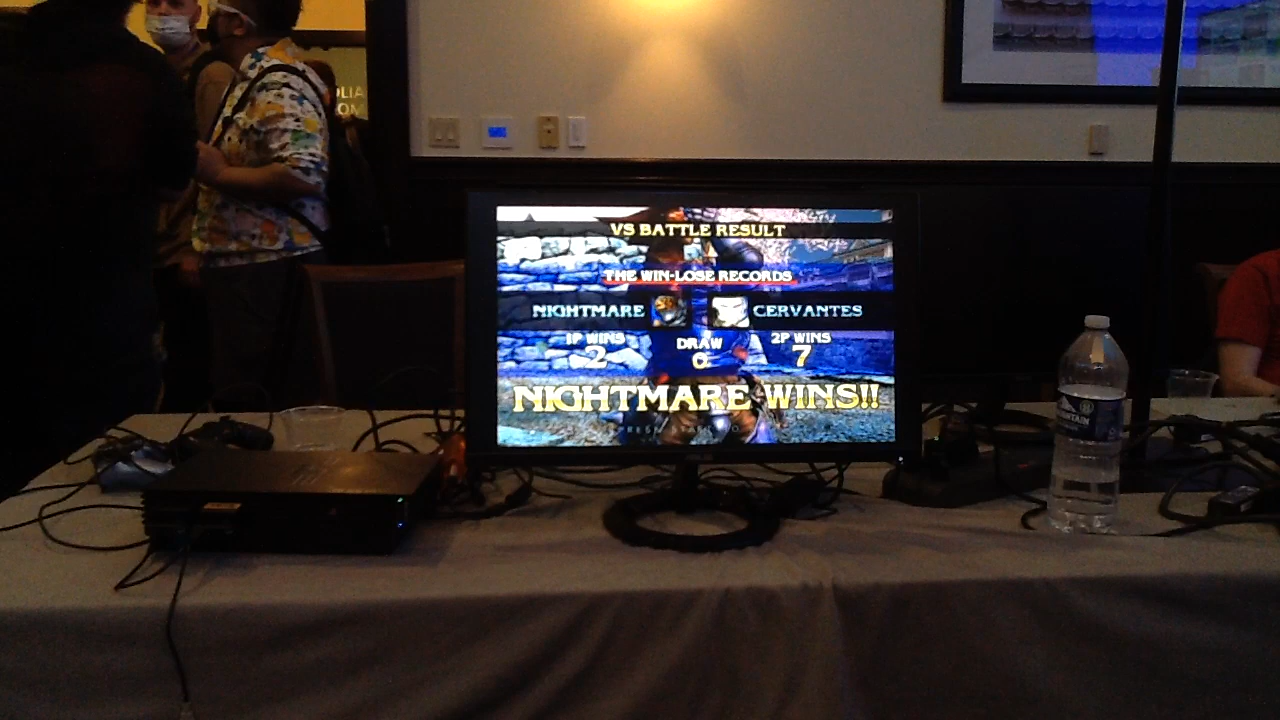 VS BATTLE RESULT
THE WIN-LOSE RECORDS
NIGHTMARE
CERVANTES
1P WINS
DRAW
2P WINS
2
0
7
NIGHTMARE WINS!!